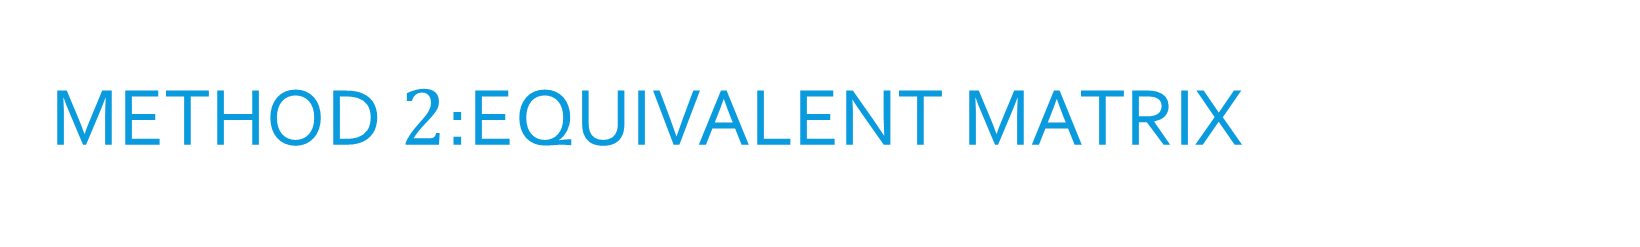 METHOD 2:EQUIVALENT MATRIX